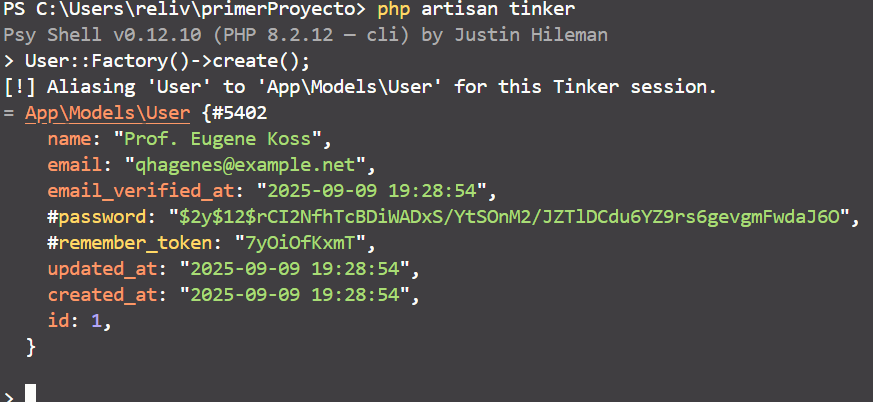 PS C:\Users\reliv\primerProyecto> php artisan tinker
Psy Shell v0.12.10 (PHP 8.2.12 — cli) by Justin Hileman
> User::Factory()->create();
[!] Aliasing 'User' to 'App\Models\User' for this Tinker session.
= App\Models\User {#5402
    name: "Prof. Eugene Koss",
    email: "qhagenes@example.net",
    email_verified_at: "2025-09-09 19:28:54",
    #password: "$2y$12$rCI2NfhTcBDiWADxS/YtSOnM2/JZTlDCdu6YZ9rs6gevgmFwdaJ6O",
    #remember_token: "7yOiOfKxmT",
    updated_at: "2025-09-09 19:28:54",
    created_at: "2025-09-09 19:28:54",
    id: 1,
  }
>